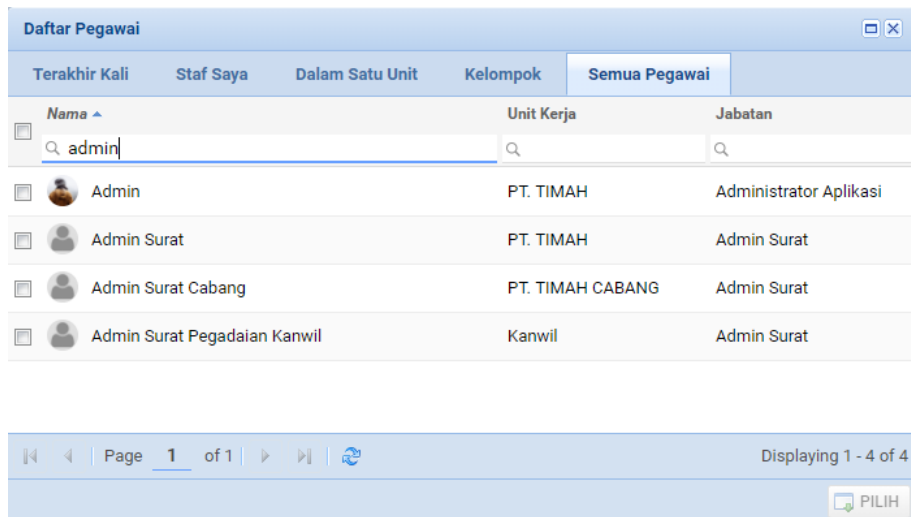 Daftar Pegawai
Terakhir Kali Staf Saya Dalam Satu Unit Kelompok Semua Pegawai
Nama Unit Kerja Jabatan
admin
Admin PT. TIMAH Administrator Aplikasi
Admin Surat PT. TIMAH Admin Surat
Admin Surat Cabang PT. TIMAH CABANG Admin Surat
Admin Surat Pegadaian Kanwil Kanwil Admin Surat
Page 1 of 1 Displaying 1 - 4 of 4
PILIH